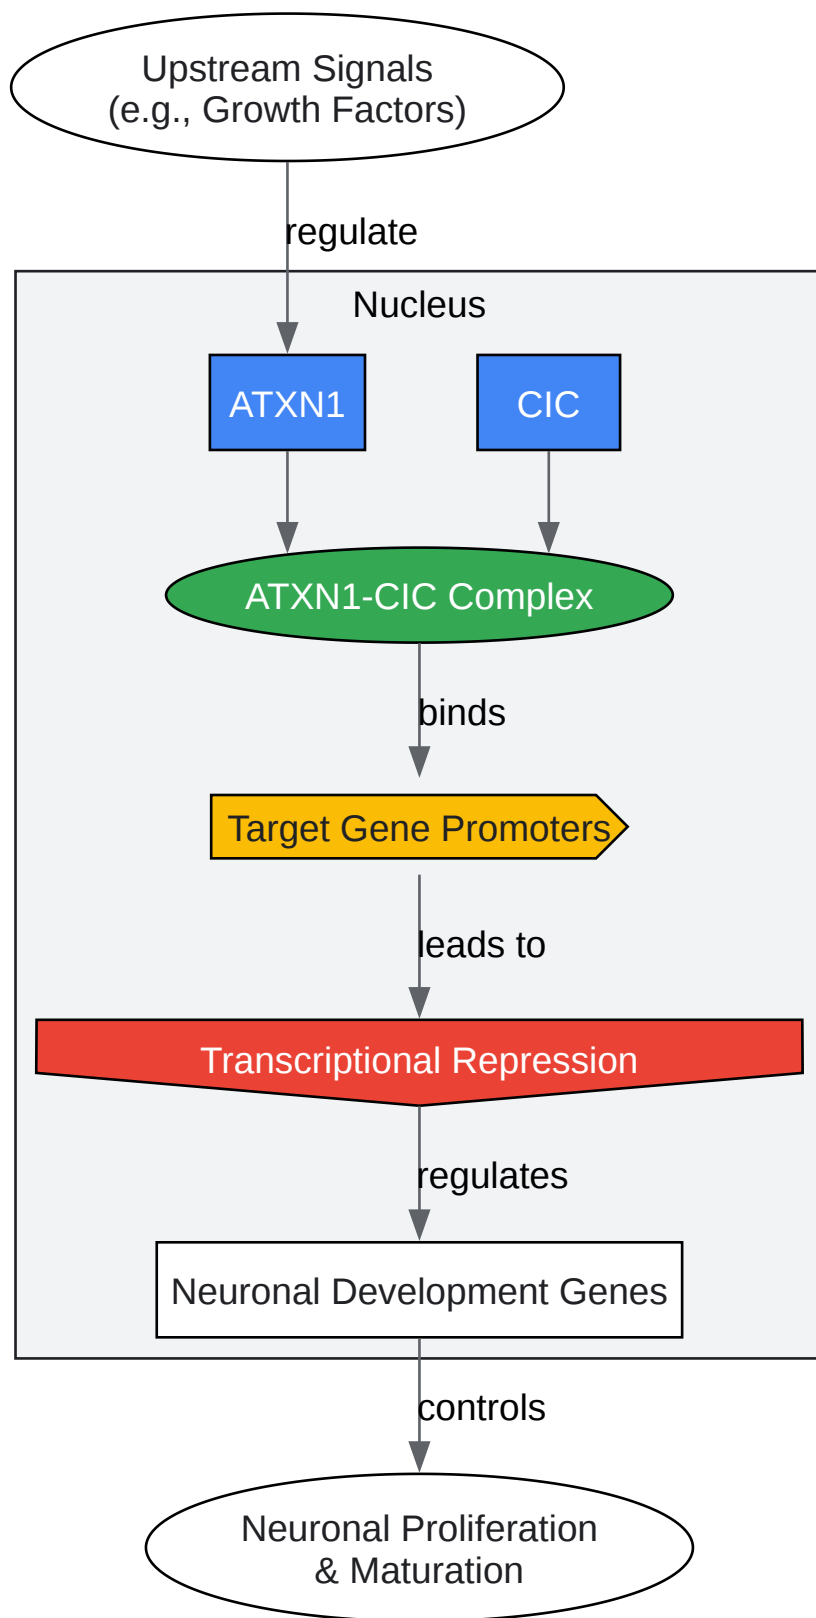 Upstream Signals
(e.g., Growth Factors)
regulate
Nucleus
ATXN1
CIC
ATXN1-CIC Complex
binds
Target Gene Promoters
leads to
Transcriptional Repression
regulates
Neuronal Development Genes
controls
Neuronal Proliferation
& Maturation